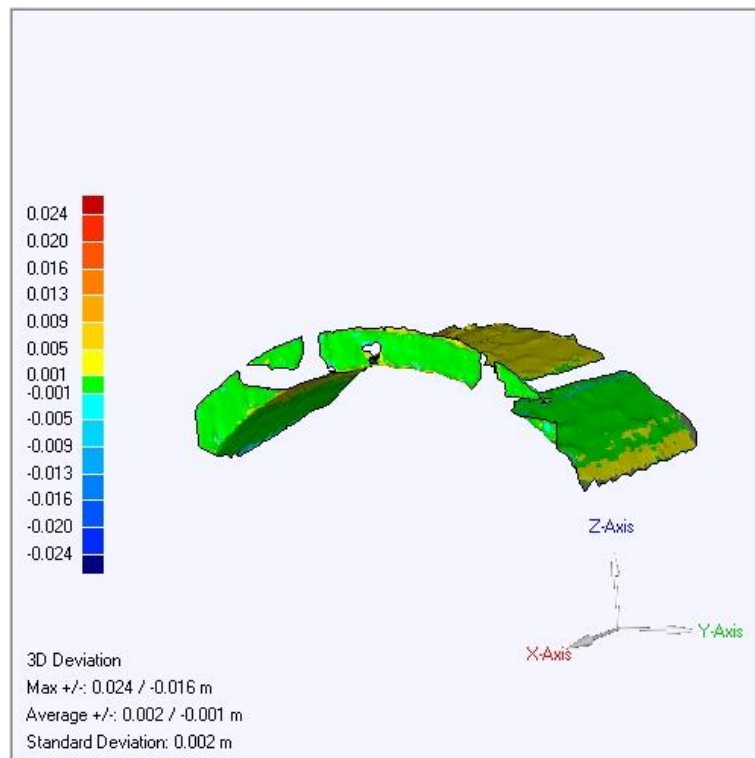 0.024
0.020
0.016
0.013
0.009
0.005
0.001
-0.001
-0.005
-0.009
-0.013
-0.016
-0.020
-0.024
Z-Axis
Y-Axis
X-Axis
3D Deviation
Max +/-: 0.024 / -0.016 m
Average +/-: 0.002 / -0.001 m
Standard Deviation: 0.002 m